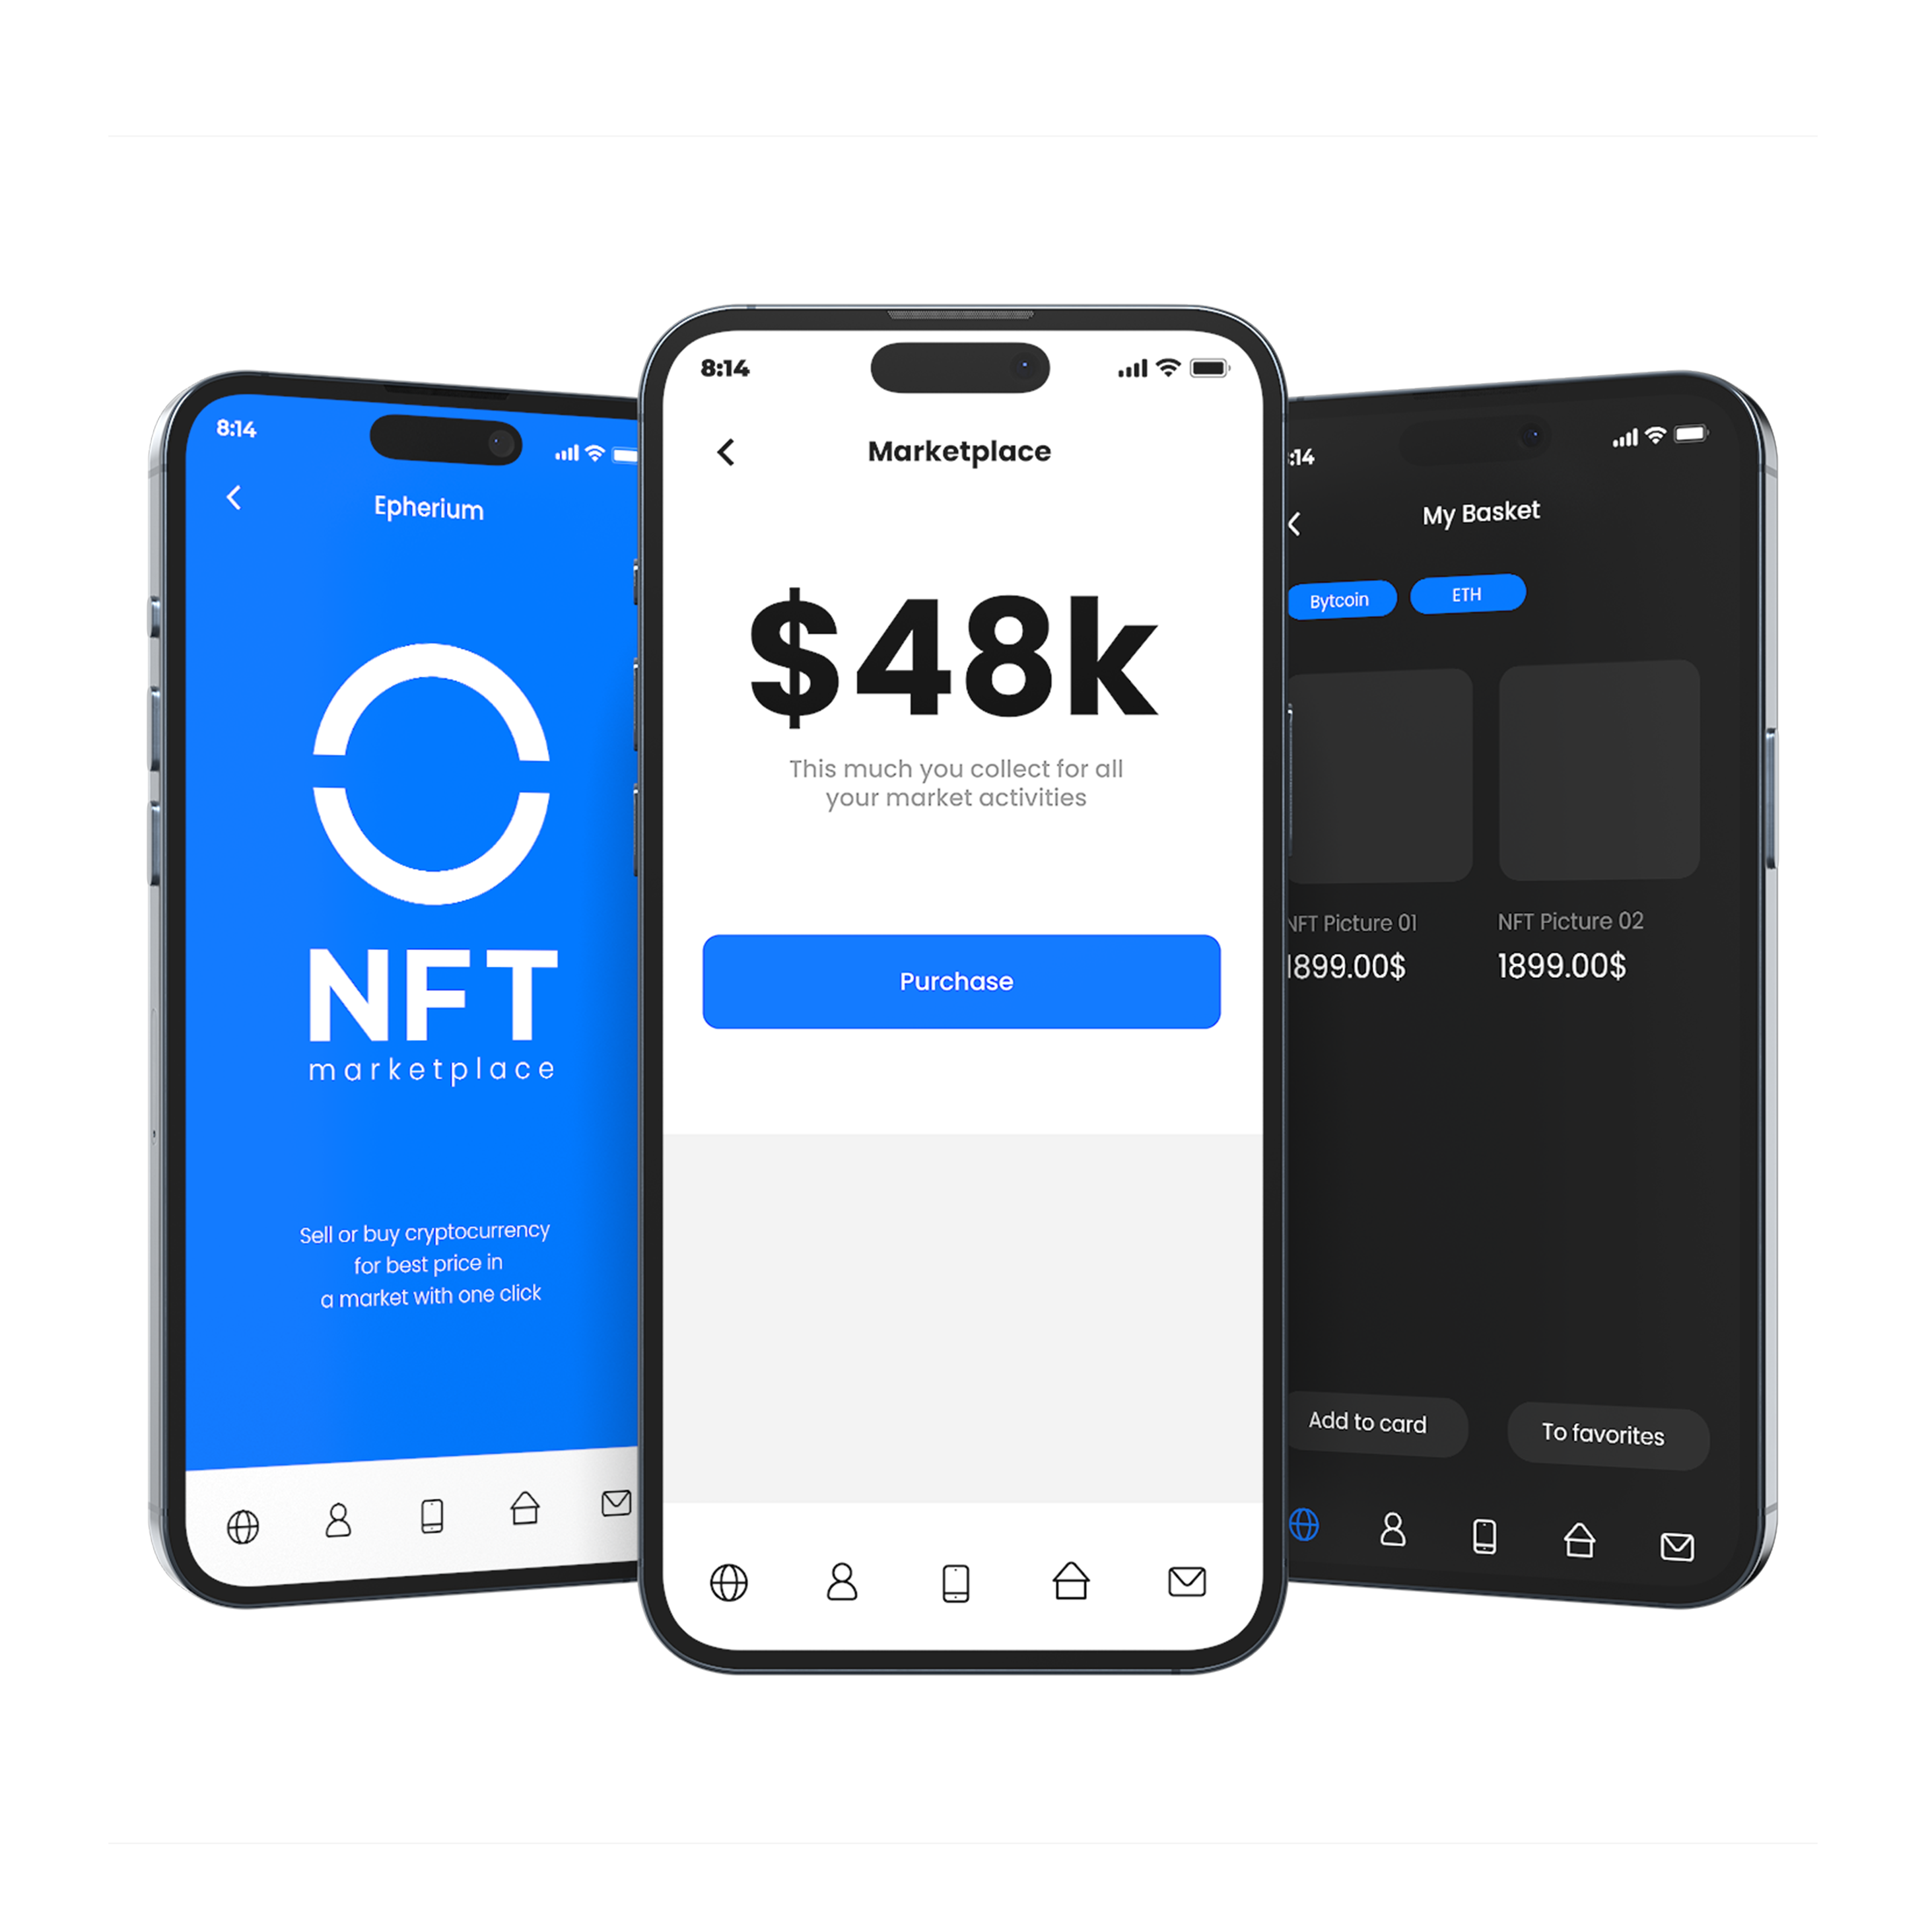 8:14
Epherium
NFT
marketplace
Sell or buy cryptocurrency
for best price in
a market with one click
8:14
Marketplace
$48k
This much you collect for all
your market activities
Purchase
:14
My Basket
Bytcoin
ETH
NFT Picture 01
1899.00$
NFT Picture 02
1899.00$
Add to card
To favorites